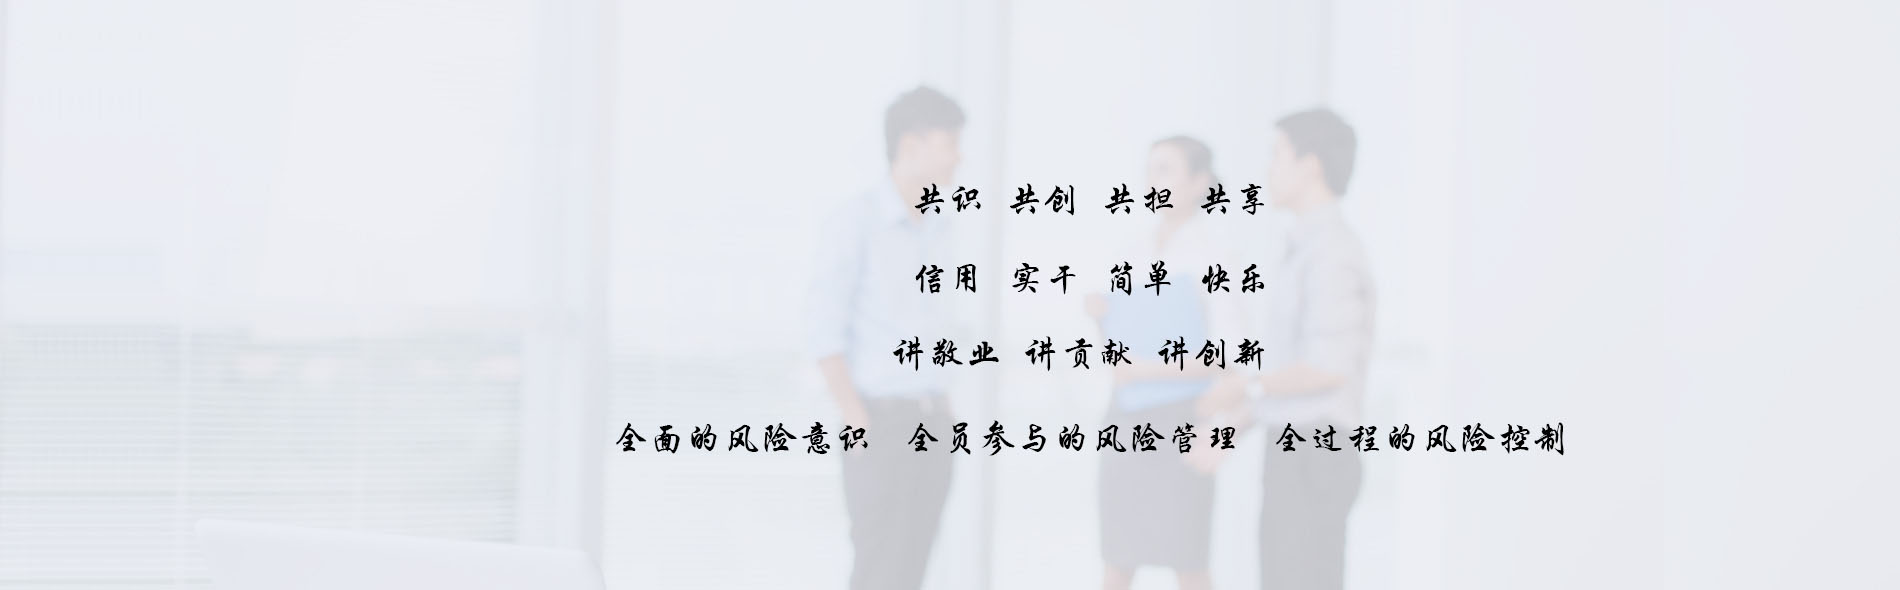 共识 共创 共担 共享
信用 实干 简单 快乐
讲敬业 讲贡献 讲创新
全面的风险意识 全员参与的风险管理 全过程的风险控制